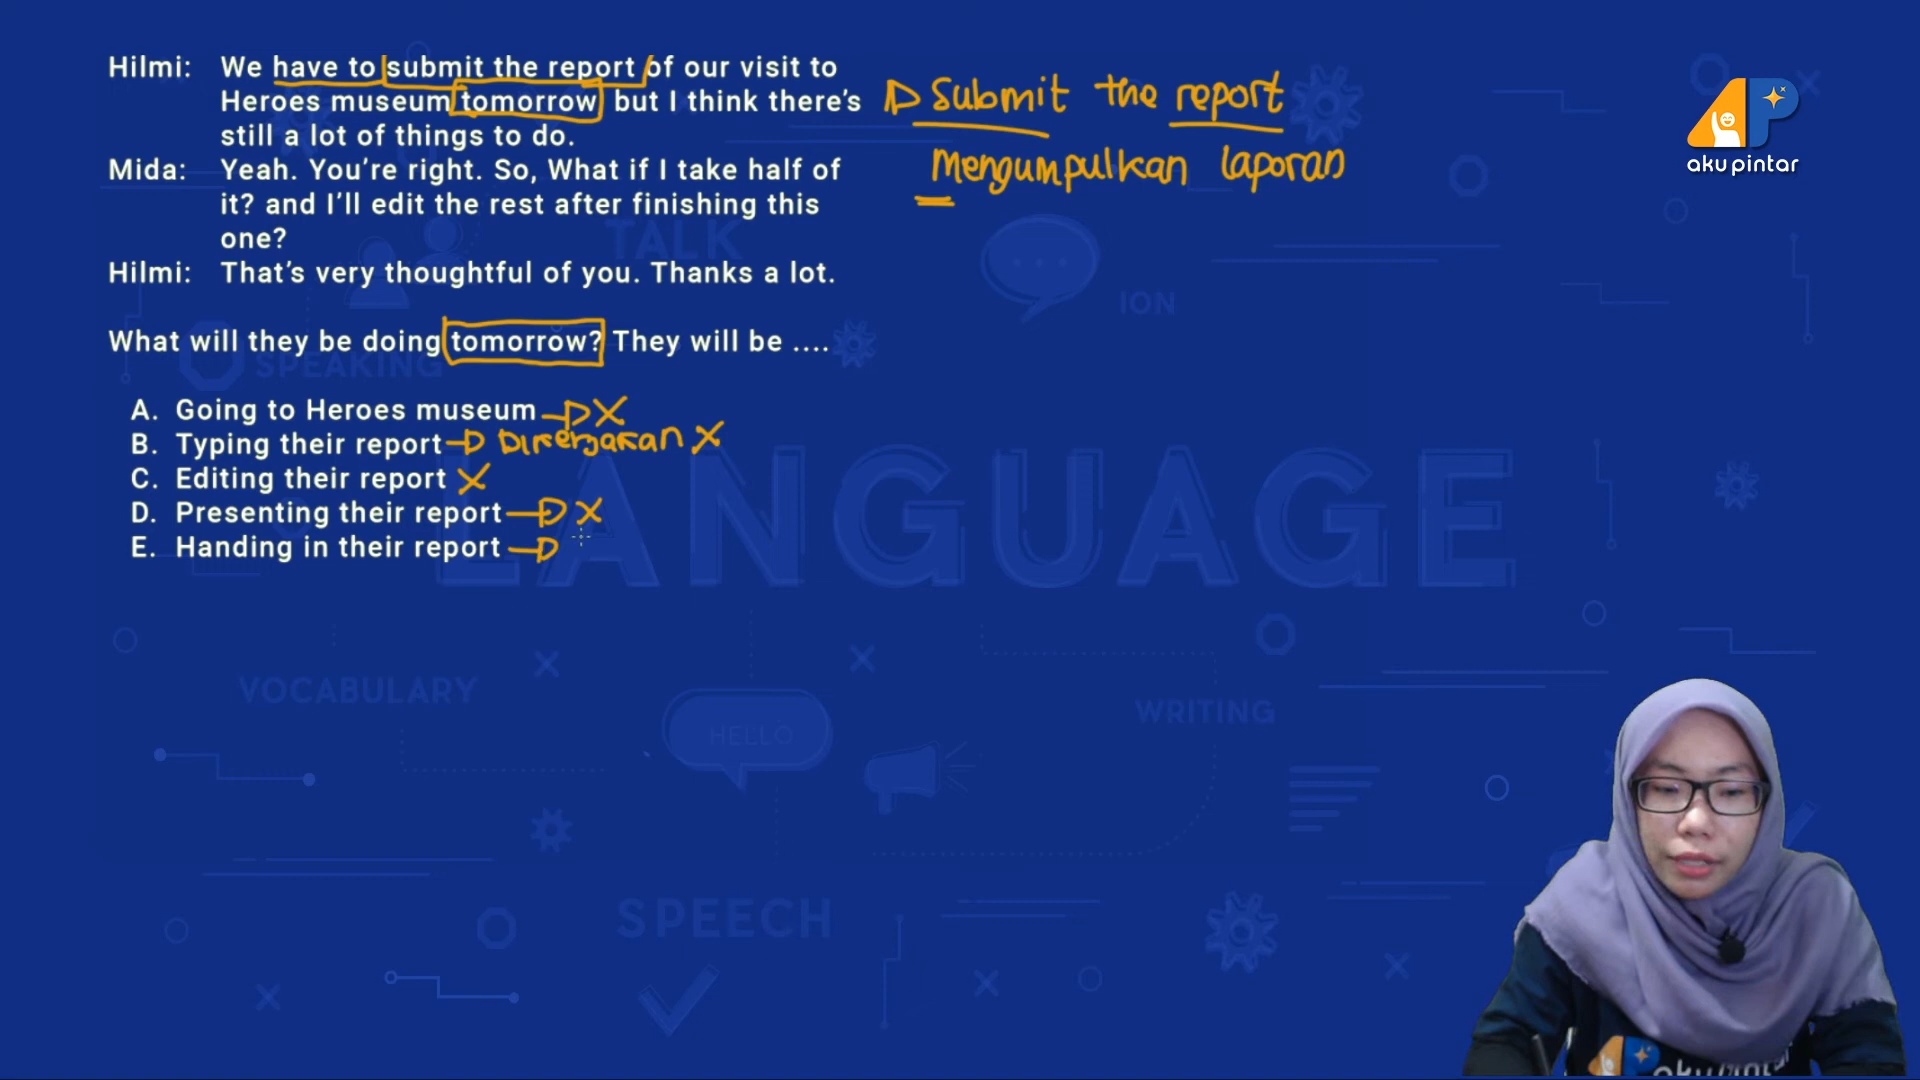 Hilmi: We have to submit the report of our visit to
Heroes museum tomorrow but I think there's
still a lot of things to do.
Mida: Yeah. You're right. So, What if I take half of
it? and I'll edit the rest after finishing this
one?
Hilmi: That's very thoughtful of you. Thanks a lot.
What will they be doing tomorrow? They will be ....
A. Going to Heroes museum
B. Typing their report Dikerjakan
C. Editing their report
D. Presenting their report
E. Handing in their report
Submit the report
Mengumpulkan laporan
AP
aku pintar
TALK
ION
SPEAKING
LANGUAGE
VOCABULARY
HELLO
WRITING
SPEECH
aku pintar